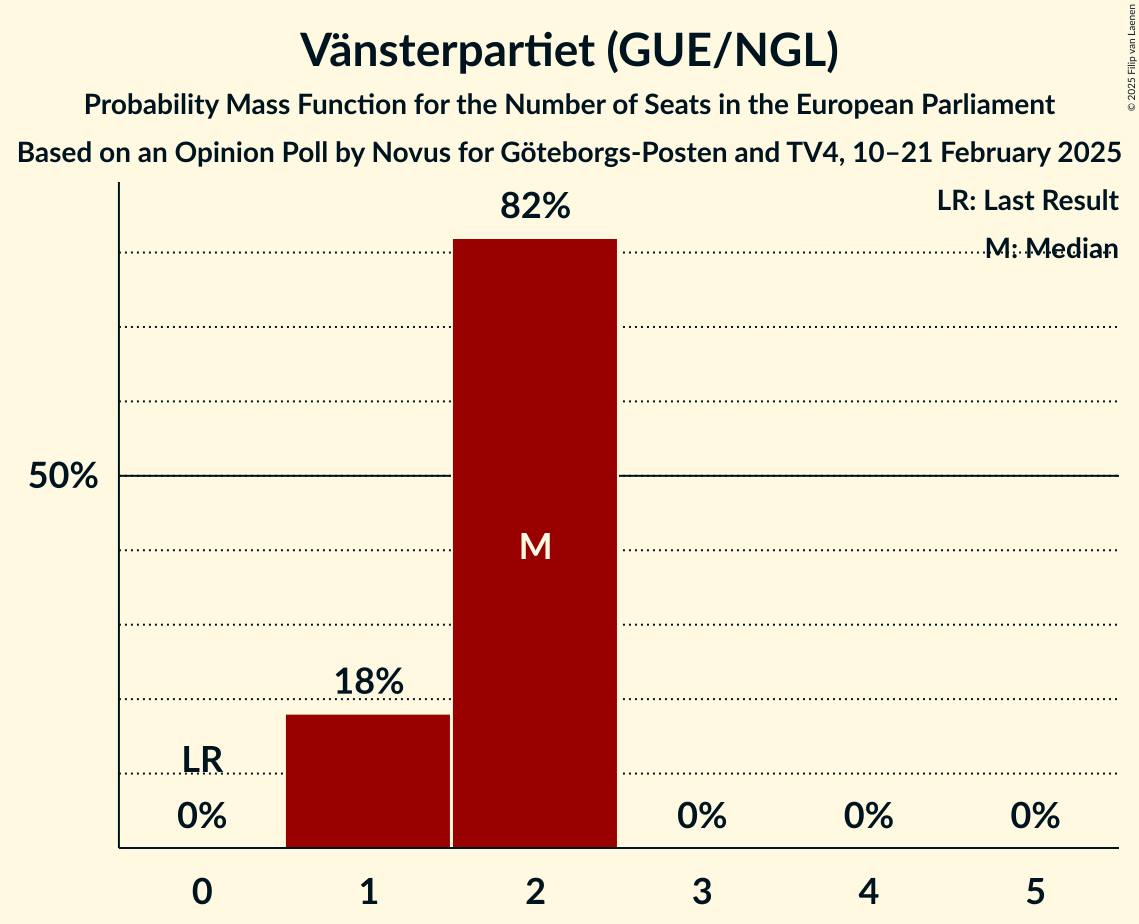 Vänsterpartiet (GUE/NGL)
Probability Mass Function for the Number of Seats in the European Parliament
Based on an Opinion Poll by Novus for Göteborgs-Posten and TV4, 10–21 February 2025
© 2025 Filip van Laenen
LR: Last Result
M: Median
82%
50%
M
18%
LR
0%
0%
0%
0%
0
1
2
3
4
5